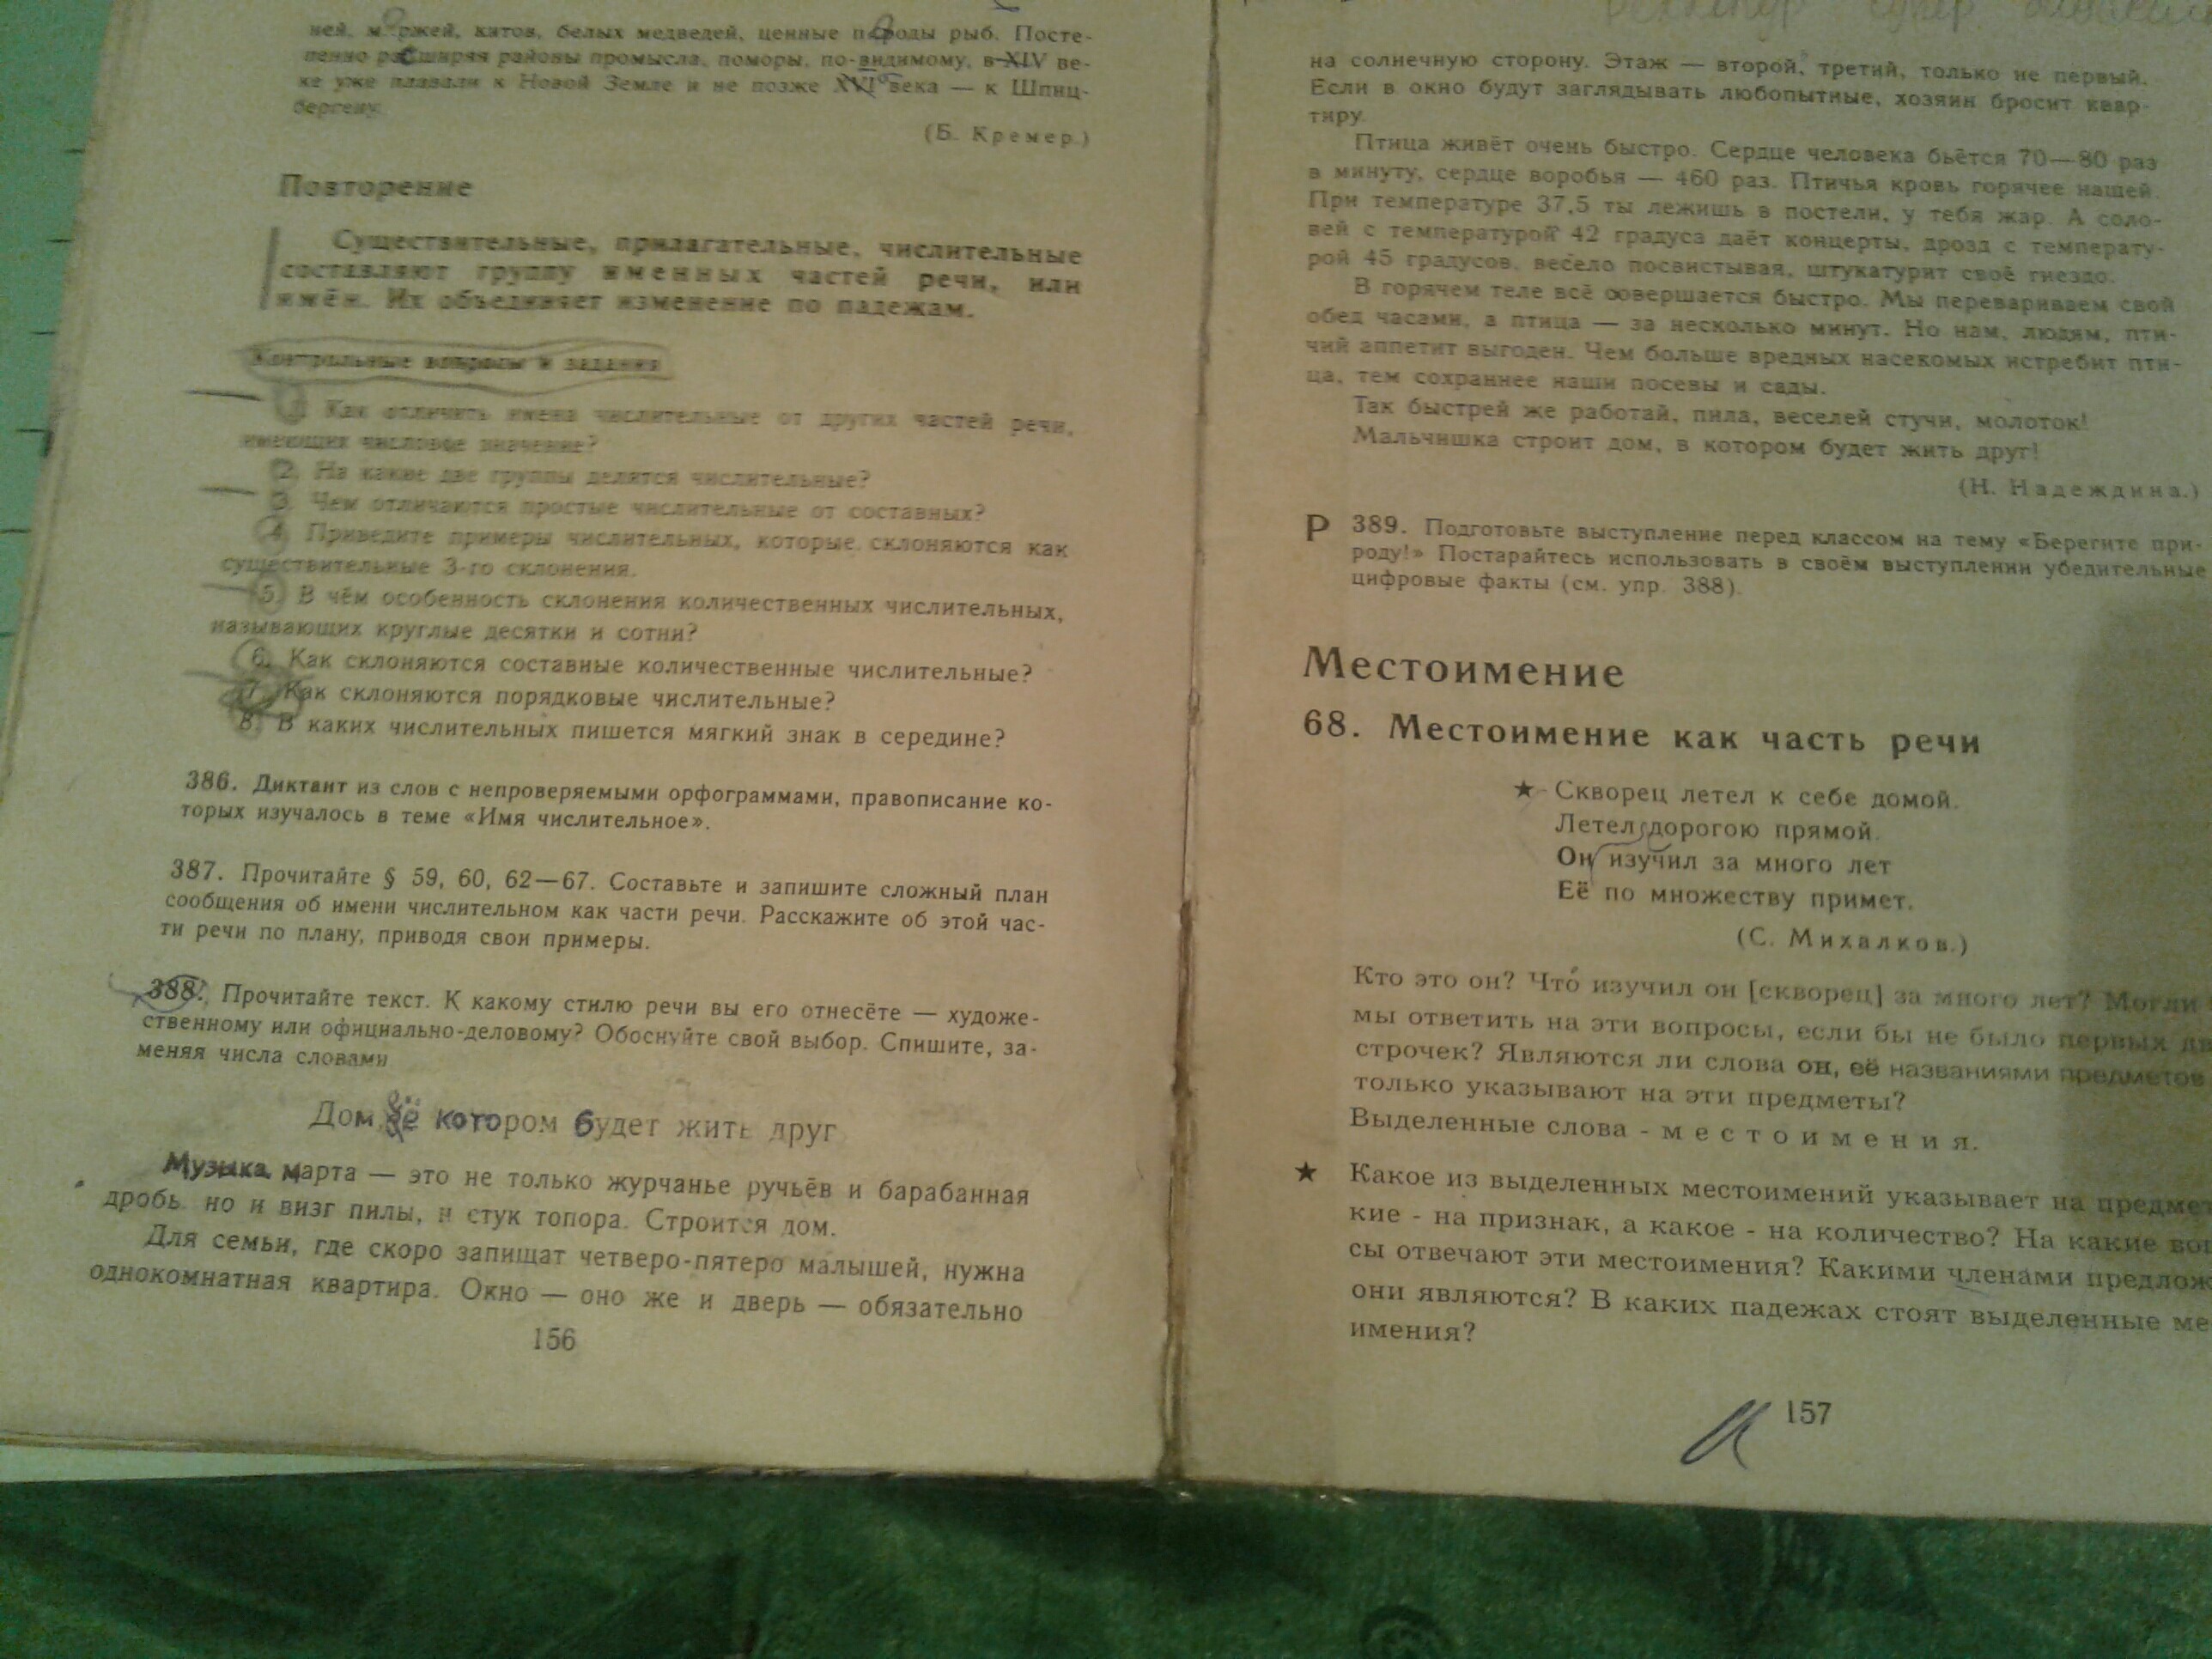 ней, моржей, китов, белых медведей, ценные породы рыб. Посте-
пенно расширяя районы промысла, поморы, по-видимому, в XIV ве-
ке уже плавали к Новой Земле и не позже XVI века — к Шпиц-
бергену.
(Б. Кремер.)
Повторение
Существительные, прилагательные, числительные
составляют группу именных частей речи, или
имён. Их объединяет изменение по падежам.
Контрольные вопросы и задания
1. Как отличить имена числительные от других частей речи,
имеющих числовое значение?
2. На какие две группы делятся числительные?
3. Чем отличаются простые числительные от составных?
4. Приведите примеры числительных, которые склоняются как
существительные 3-го склонения.
5. В чём особенность склонения количественных числительных,
называющих круглые десятки и сотни?
6. Как склоняются составные количественные числительные?
7. Как склоняются порядковые числительные?
8. В каких числительных пишется мягкий знак в середине?
386. Диктант из слов с непроверяемыми орфограммами, правописание ко-
торых изучалось в теме «Имя числительное».
387. Прочитайте § 59, 60, 62—67. Составьте и запишите сложный план
сообщения об имени числительном как части речи. Расскажите об этой час-
ти речи по плану, приводя свои примеры.
388. Прочитайте текст. К какому стилю речи вы его отнесёте — художе-
ственному или официально-деловому? Обоснуйте свой выбор. Спишите, за-
меняя числа словами
Дом, котором будет жить друг
Музыка марта — это не только журчанье ручьёв и барабанная
дробь, но и визг пилы, и стук топора. Строится дом.
Для семьи, где скоро запищат четверо-пятеро малышей, нужна
однокомнатная квартира. Окно — оно же и дверь — обязательно
156
на солнечную сторону. Этаж — второй, третий, только не первый.
Если в окно будут заглядывать любопытные, хозяин бросит квар-
тиру.
Птица живёт очень быстро. Сердце человека бьётся 70—80 раз
в минуту, сердце воробья — 460 раз. Птичья кровь горячее нашей.
При температуре 37,5 ты лежишь в постели, у тебя жар. А соло-
вей с температурой 42 градуса даёт концерты, дрозд с температу-
рой 45 градусов, весело посвистывая, штукатурит своё гнездо.
В горячем теле всё совершается быстро. Мы перевариваем свой
обед часами, а птица — за несколько минут. Но нам, людям, пти-
чий аппетит выгоден. Чем больше вредных насекомых истребит пти-
ца, тем сохраннее наши посевы и сады.
Так быстрей же работай, пила, веселей стучи, молоток!
Мальчишка строит дом, в котором будет жить друг!
(Н. Надеждина.)
Р 389. Подготовьте выступление перед классом на тему «Берегите при-
роду!» Постарайтесь использовать в своём выступлении убедительные
цифровые факты (см. упр. 388).
Местоимение
68. Местоимение как часть речи
★ Скворец летел к себе домой.
Летел дорогою прямой.
Он изучил за много лет
Её по множеству примет.
(С. Михалков.)
Кто это он? Что́ изучил он [скворец] за много лет? Могли
мы ответить на эти вопросы, если бы не было первых дв
строчек? Являются ли слова он, её названиями предметов
только указывают на эти предметы?
Выделенные слова - местоимения.
★ Какое из выделенных местоимений указывает на предмет
кие - на признак, а какое - на количество? На какие воп
сы отвечают эти местоимения? Какими членами предлож
они являются? В каких падежах стоят выделенные ме
имения?
157